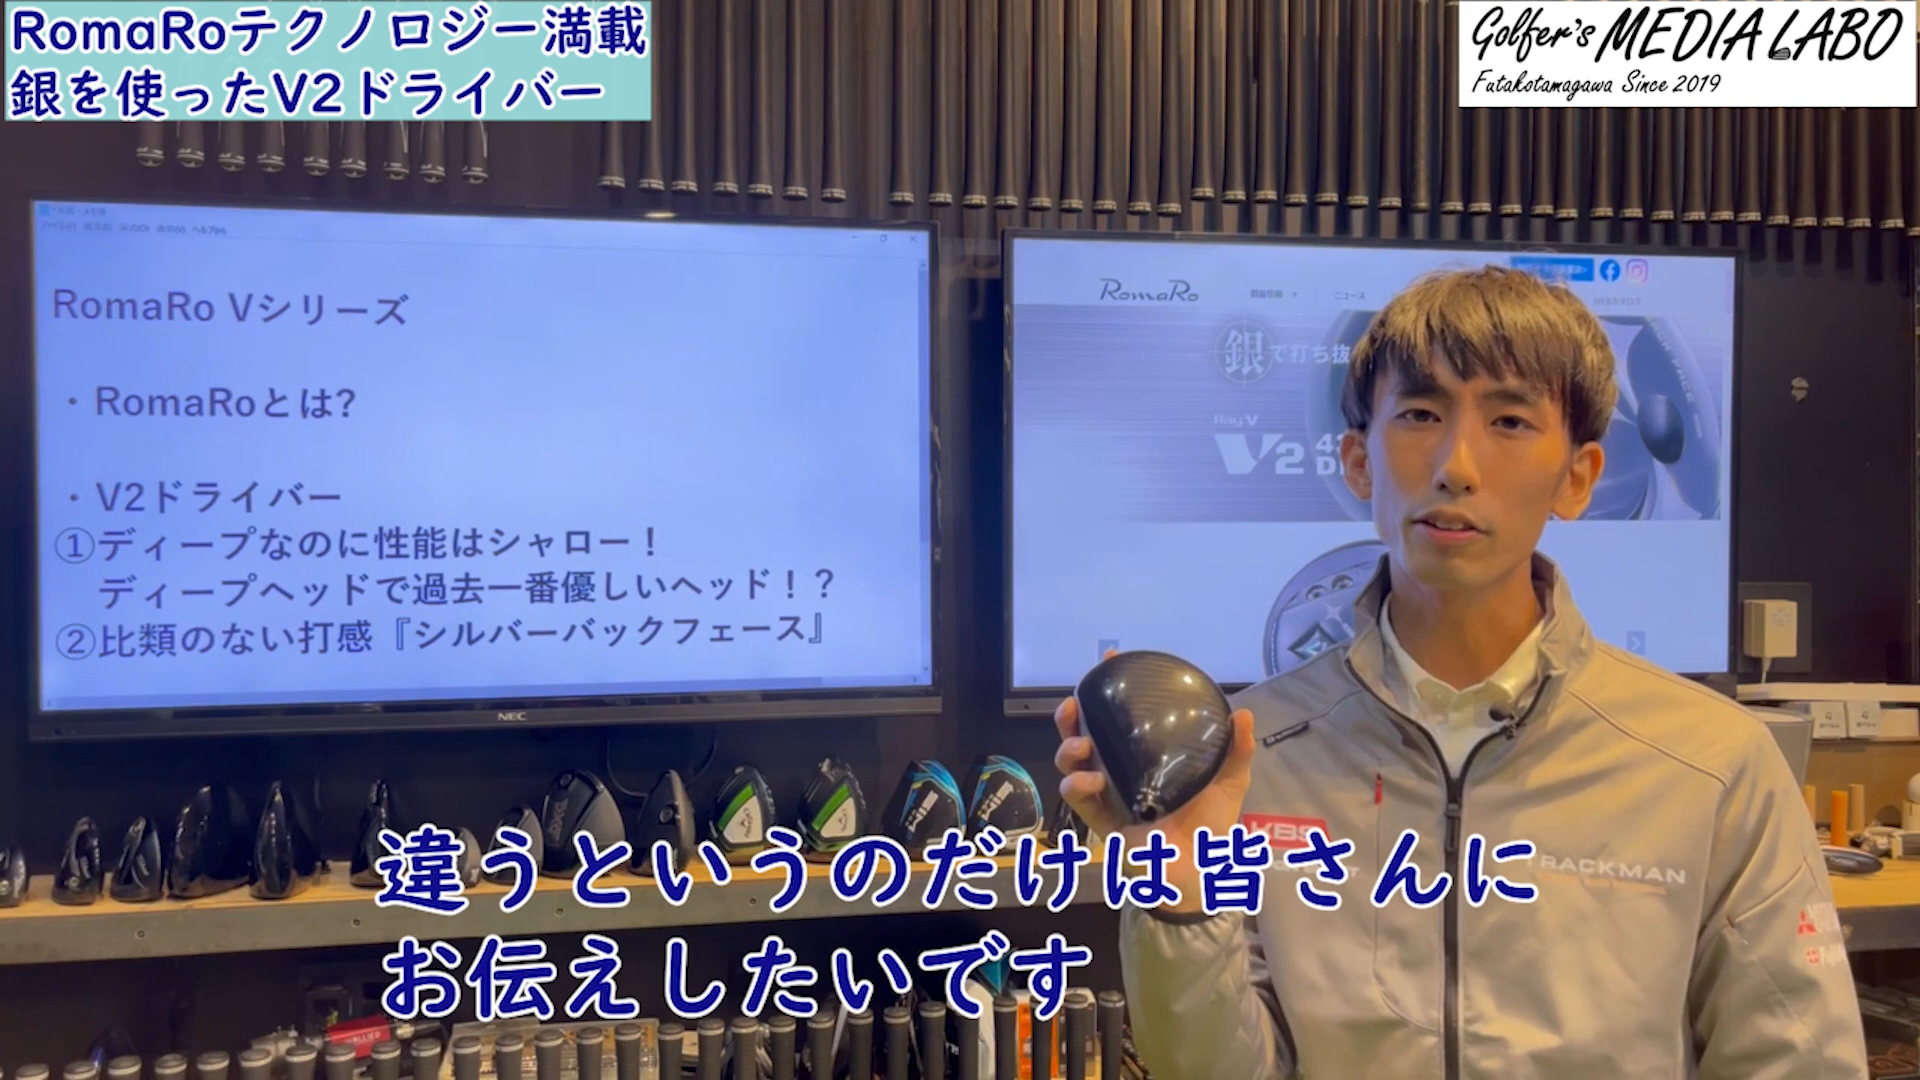 RomaRoテクノロジー満載
銀を使ったV2ドライバー
Golfer's MEDIA LABO
Futakotamagawa Since 2019
RomaRo Vシリーズ
・RomaRoとは?
・V2ドライバー
①ディープなのに性能はシャロー！
ディープヘッドで過去一番優しいヘッド！？
②比類のない打感『シルバーバックフェース』
NEC
RomaRo
ニュース
銀で打ち抜
Ray V
V2
KBS
TRACKMAN
違うというのだけは皆さんに
お伝えしたいです